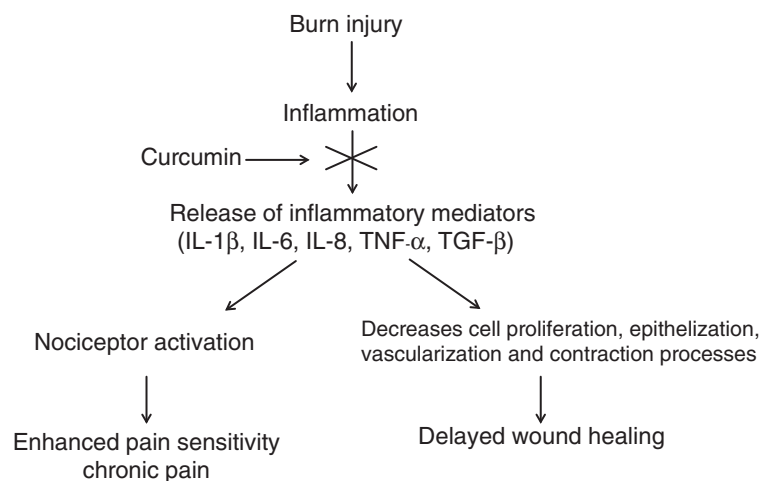 Burn injury
Inflammation
Curcumin
Release of inflammatory mediators
(IL-1β, IL-6, IL-8, TNF-α, TGF-β)
Nociceptor activation
Decreases cell proliferation, epithelization,
vascularization and contraction processes
Enhanced pain sensitivity
chronic pain
Delayed wound healing